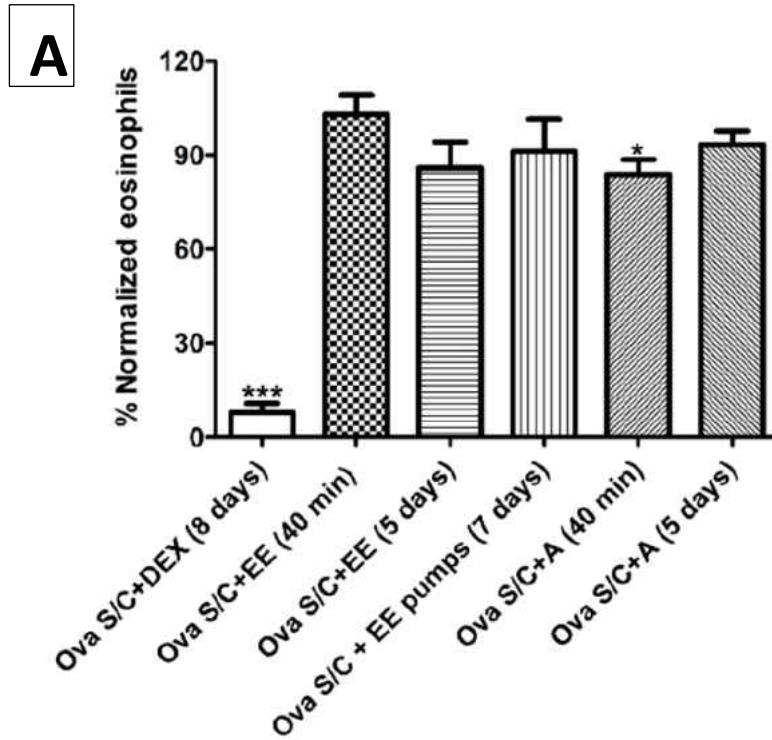 A
% Normalized eosinophils
120
90
60
30
0
***
*
Ova S/C+DEX (8 days)
Ova S/C+EE (40 min)
Ova S/C+EE (5 days)
Ova S/C + EE pumps (7 days)
Ova S/C+A (40 min)
Ova S/C+A (5 days)